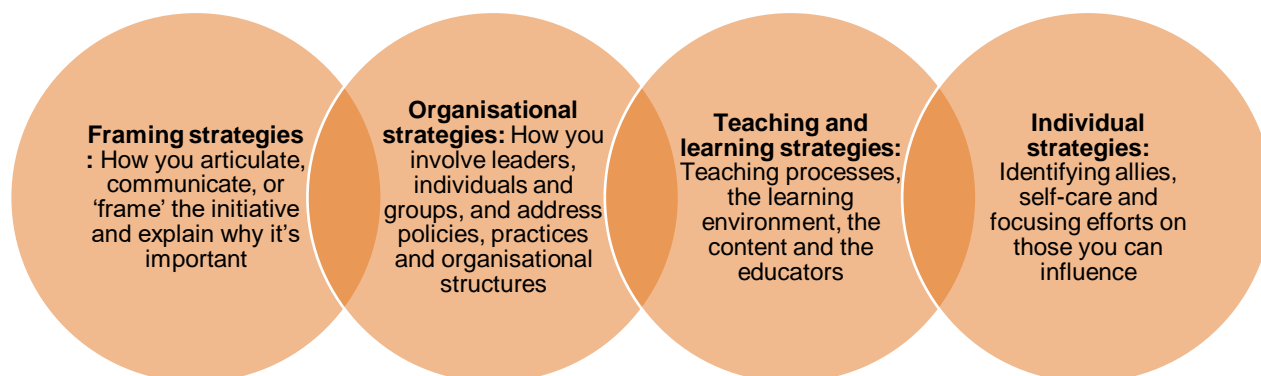 Framing strategies
: How you articulate,
communicate, or
‘frame’ the initiative
and explain why it’s
important
Organisational
strategies: How you
involve leaders,
individuals and
groups, and address
policies, practices
and organisational
structures
Teaching and
learning strategies:
Teaching processes,
the learning
environment, the
content and the
educators
Individual
strategies:
Identifying allies,
self-care and
focusing efforts on
those you can
influence